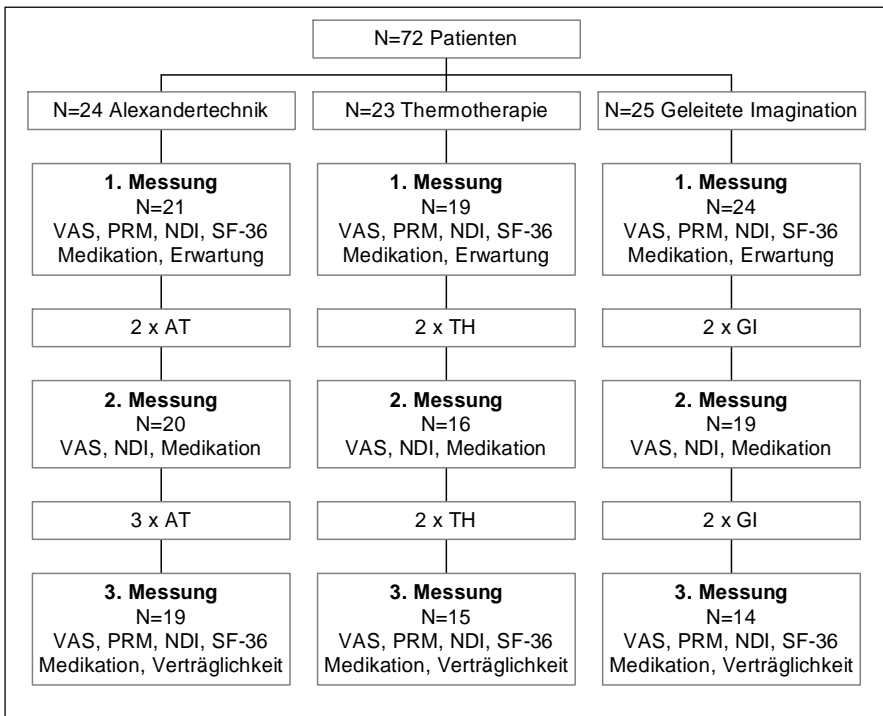 N=72 Patienten
N=24 Alexandertechnik
N=23 Thermotherapie
N=25 Geleitete Imagination
1. Messung
N=21
VAS, PRM, NDI, SF-36
Medikation, Erwartung
1. Messung
N=19
VAS, PRM, NDI, SF-36
Medikation, Erwartung
1. Messung
N=24
VAS, PRM, NDI, SF-36
Medikation, Erwartung
2 x AT
2 x TH
2 x GI
2. Messung
N=20
VAS, NDI, Medikation
2. Messung
N=16
VAS, NDI, Medikation
2. Messung
N=19
VAS, NDI, Medikation
3 x AT
2 x TH
2 x GI
3. Messung
N=19
VAS, PRM, NDI, SF-36
Medikation, Verträglichkeit
3. Messung
N=15
VAS, PRM, NDI, SF-36
Medikation, Verträglichkeit
3. Messung
N=14
VAS, PRM, NDI, SF-36
Medikation, Verträglichkeit